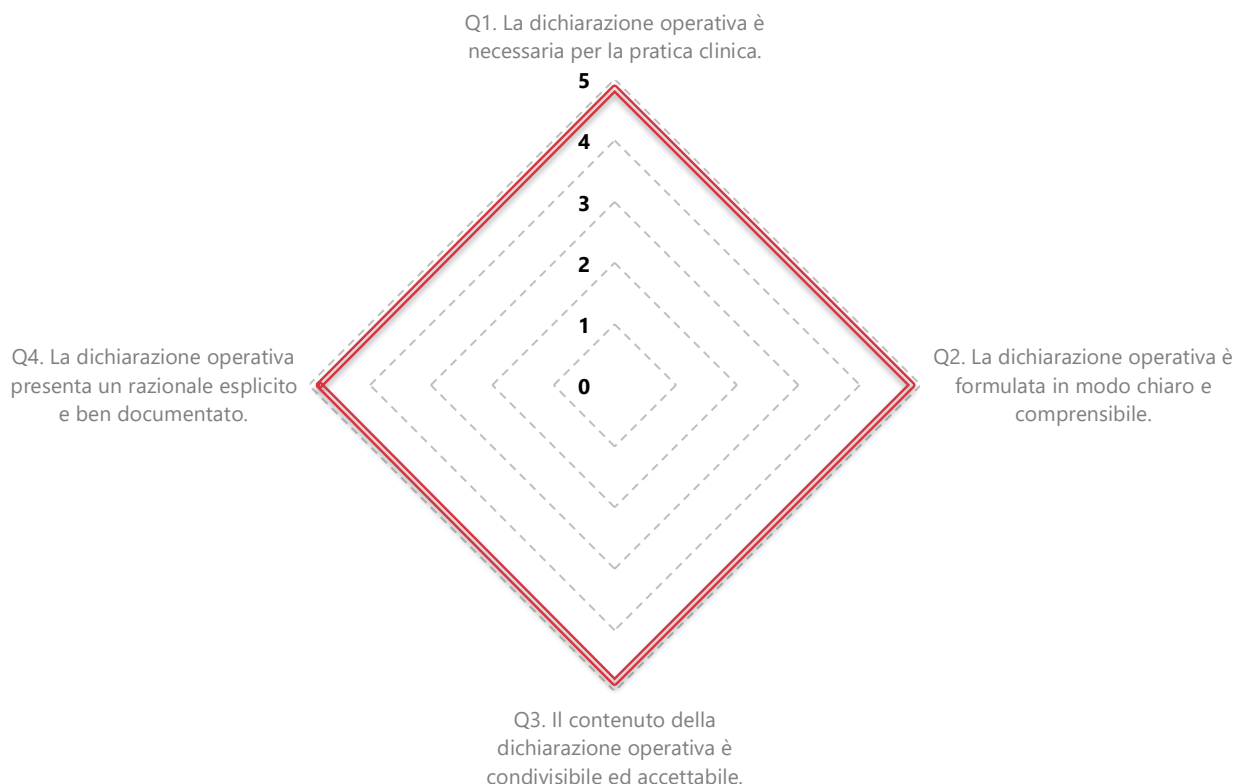 Q1. La dichiarazione operativa è
necessaria per la pratica clinica.
5
4
3
2
1
0
Q4. La dichiarazione operativa
presenta un razionale esplicito
e ben documentato.
Q2. La dichiarazione operativa è
formulata in modo chiaro e
comprensibile.
Q3. Il contenuto della
dichiarazione operativa è
condivisibile ed accettabile.